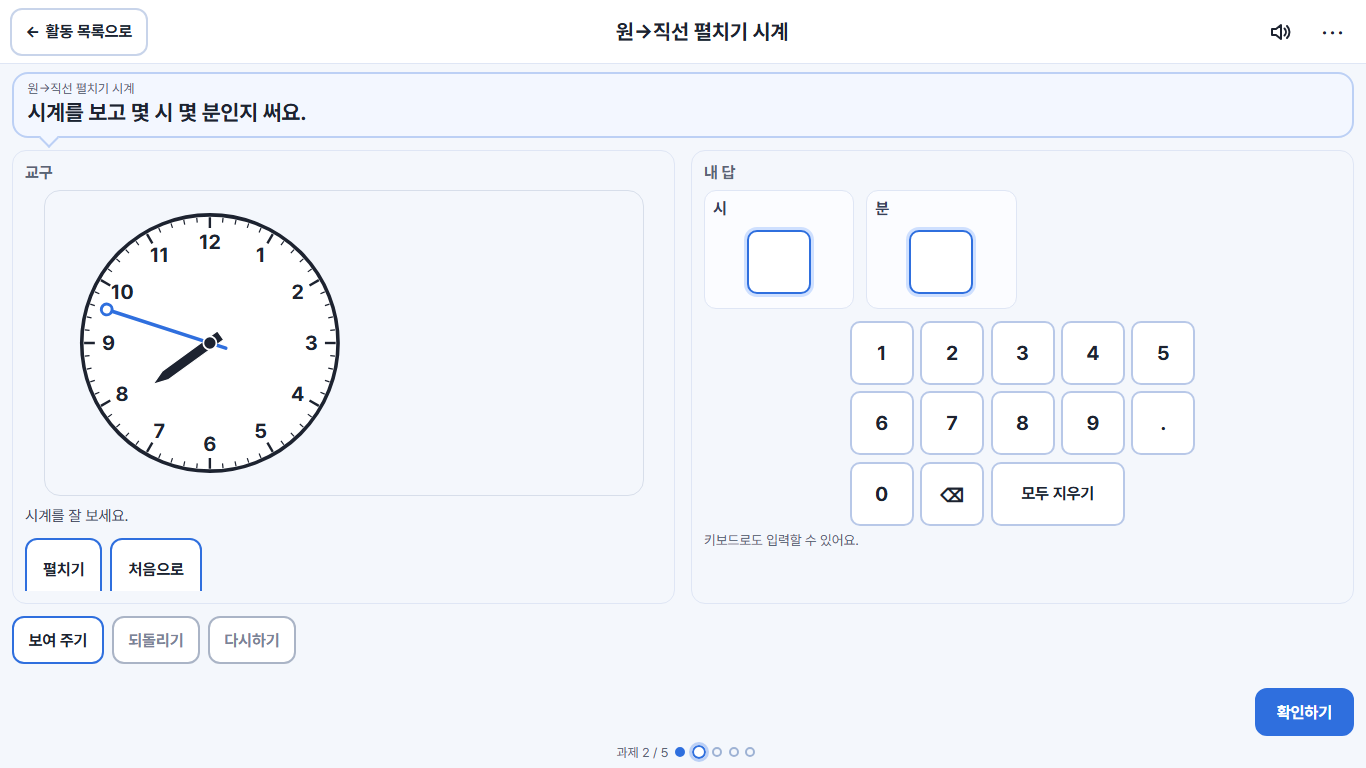 ← 활동 목록으로
원→직선 펼치기 시계
원→직선 펼치기 시계
시계를 보고 몇 시 몇 분인지 써요.
교구
12
1
2
3
4
5
6
7
8
9
10
11
시계를 잘 보세요.
펼치기
처음으로
내 답
시
분
1 2 3 4 5
6 7 8 9 .
0 ⌫ 모두 지우기
키보드로도 입력할 수 있어요.
보여 주기
되돌리기
다시하기
확인하기
과제 2 / 5